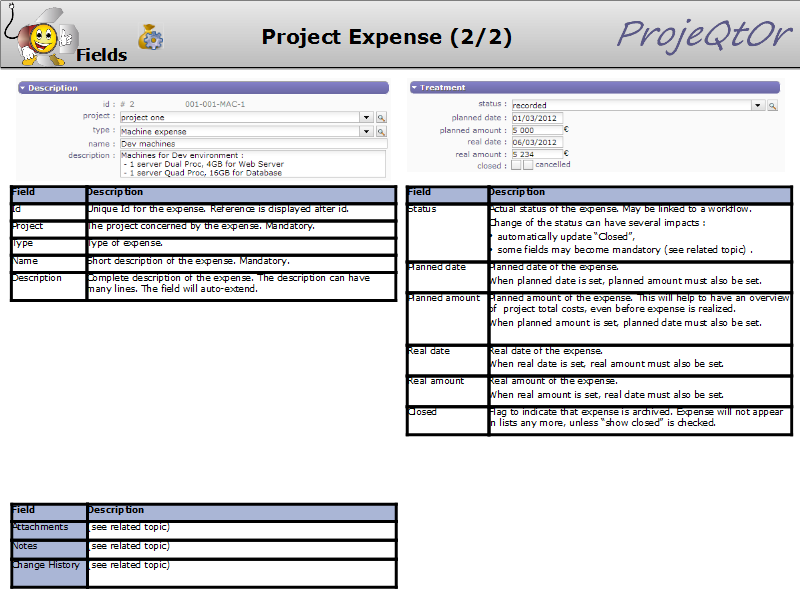 Fields
Project Expense (2/2)
ProjeQtOr
Description
id : # 2 001-001-MAC-1
project : project one
type : Machine expense
name : Dev machines
description : Machines for Dev environment :
- 1 server Dual Proc, 4GB for Web Server
- 1 server Quad Proc, 16GB for Database
Field Description
Id Unique Id for the expense. Reference is displayed after id.
Project The project concerned by the expense. Mandatory.
Type Type of expense.
Name Short description of the expense. Mandatory.
Description Complete description of the expense. The description can have
many lines. The field will auto-extend.
Treatment
status : recorded
planned date : 01/03/2012
planned amount : 5 000 €
real date : 06/03/2012
real amount : 5 234 €
closed : cancelled
Field Description
Status Actual status of the expense. May be linked to a workflow.
Change of the status can have several impacts :
• automatically update “Closed”,
• some fields may become mandatory (see related topic) .
Planned date Planned date of the expense.
When planned date is set, planned amount must also be set.
Planned amount Planned amount of the expense. This will help to have an overview
of project total costs, even before expense is realized.
When planned amount is set, planned date must also be set.
Real date Real date of the expense.
When real date is set, real amount must also be set.
Real amount Real amount of the expense.
When real amount is set, real date must also be set.
Closed Flag to indicate that expense is archived. Expense will not appear
in lists any more, unless “show closed” is checked.
Field Description
Attachments (see related topic)
Notes (see related topic)
Change History (see related topic)